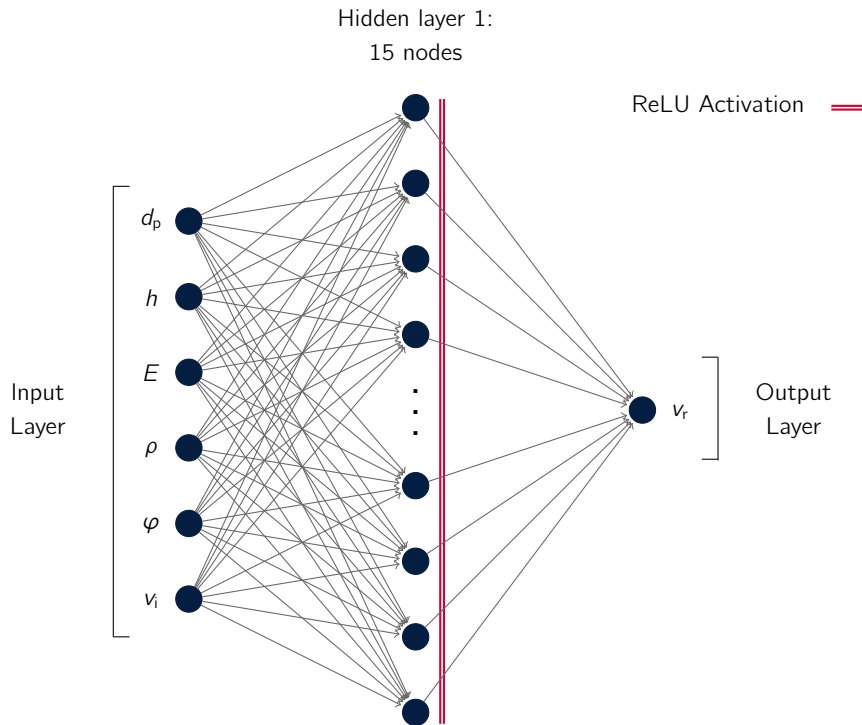 Hidden layer 1:
15 nodes
ReLU Activation
d_p
h
E
ρ
φ
v_i
Input
Layer
v_r
Output
Layer